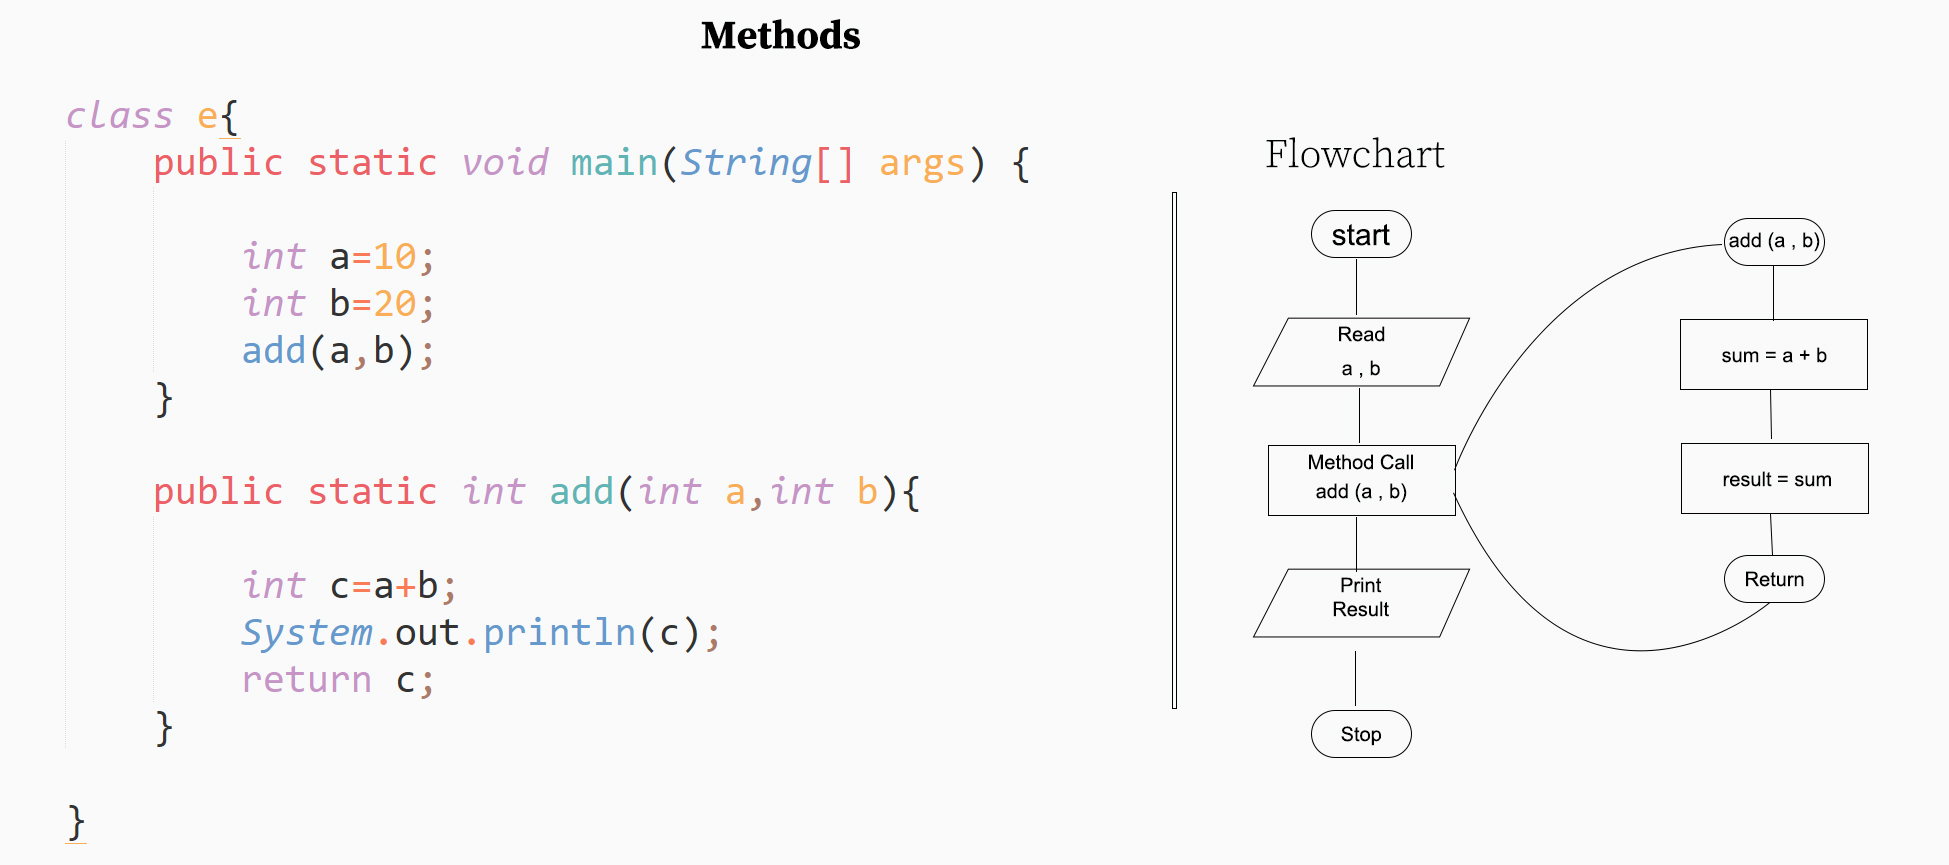 Methods
class e{
public static void main(String[] args) {
int a=10;
int b=20;
add(a,b);
}
public static int add(int a,int b){
int c=a+b;
System.out.println(c);
return c;
}
}
Flowchart
start
Read
a , b
Method Call
add (a , b)
Print
Result
Stop
add (a , b)
sum = a + b
result = sum
Return